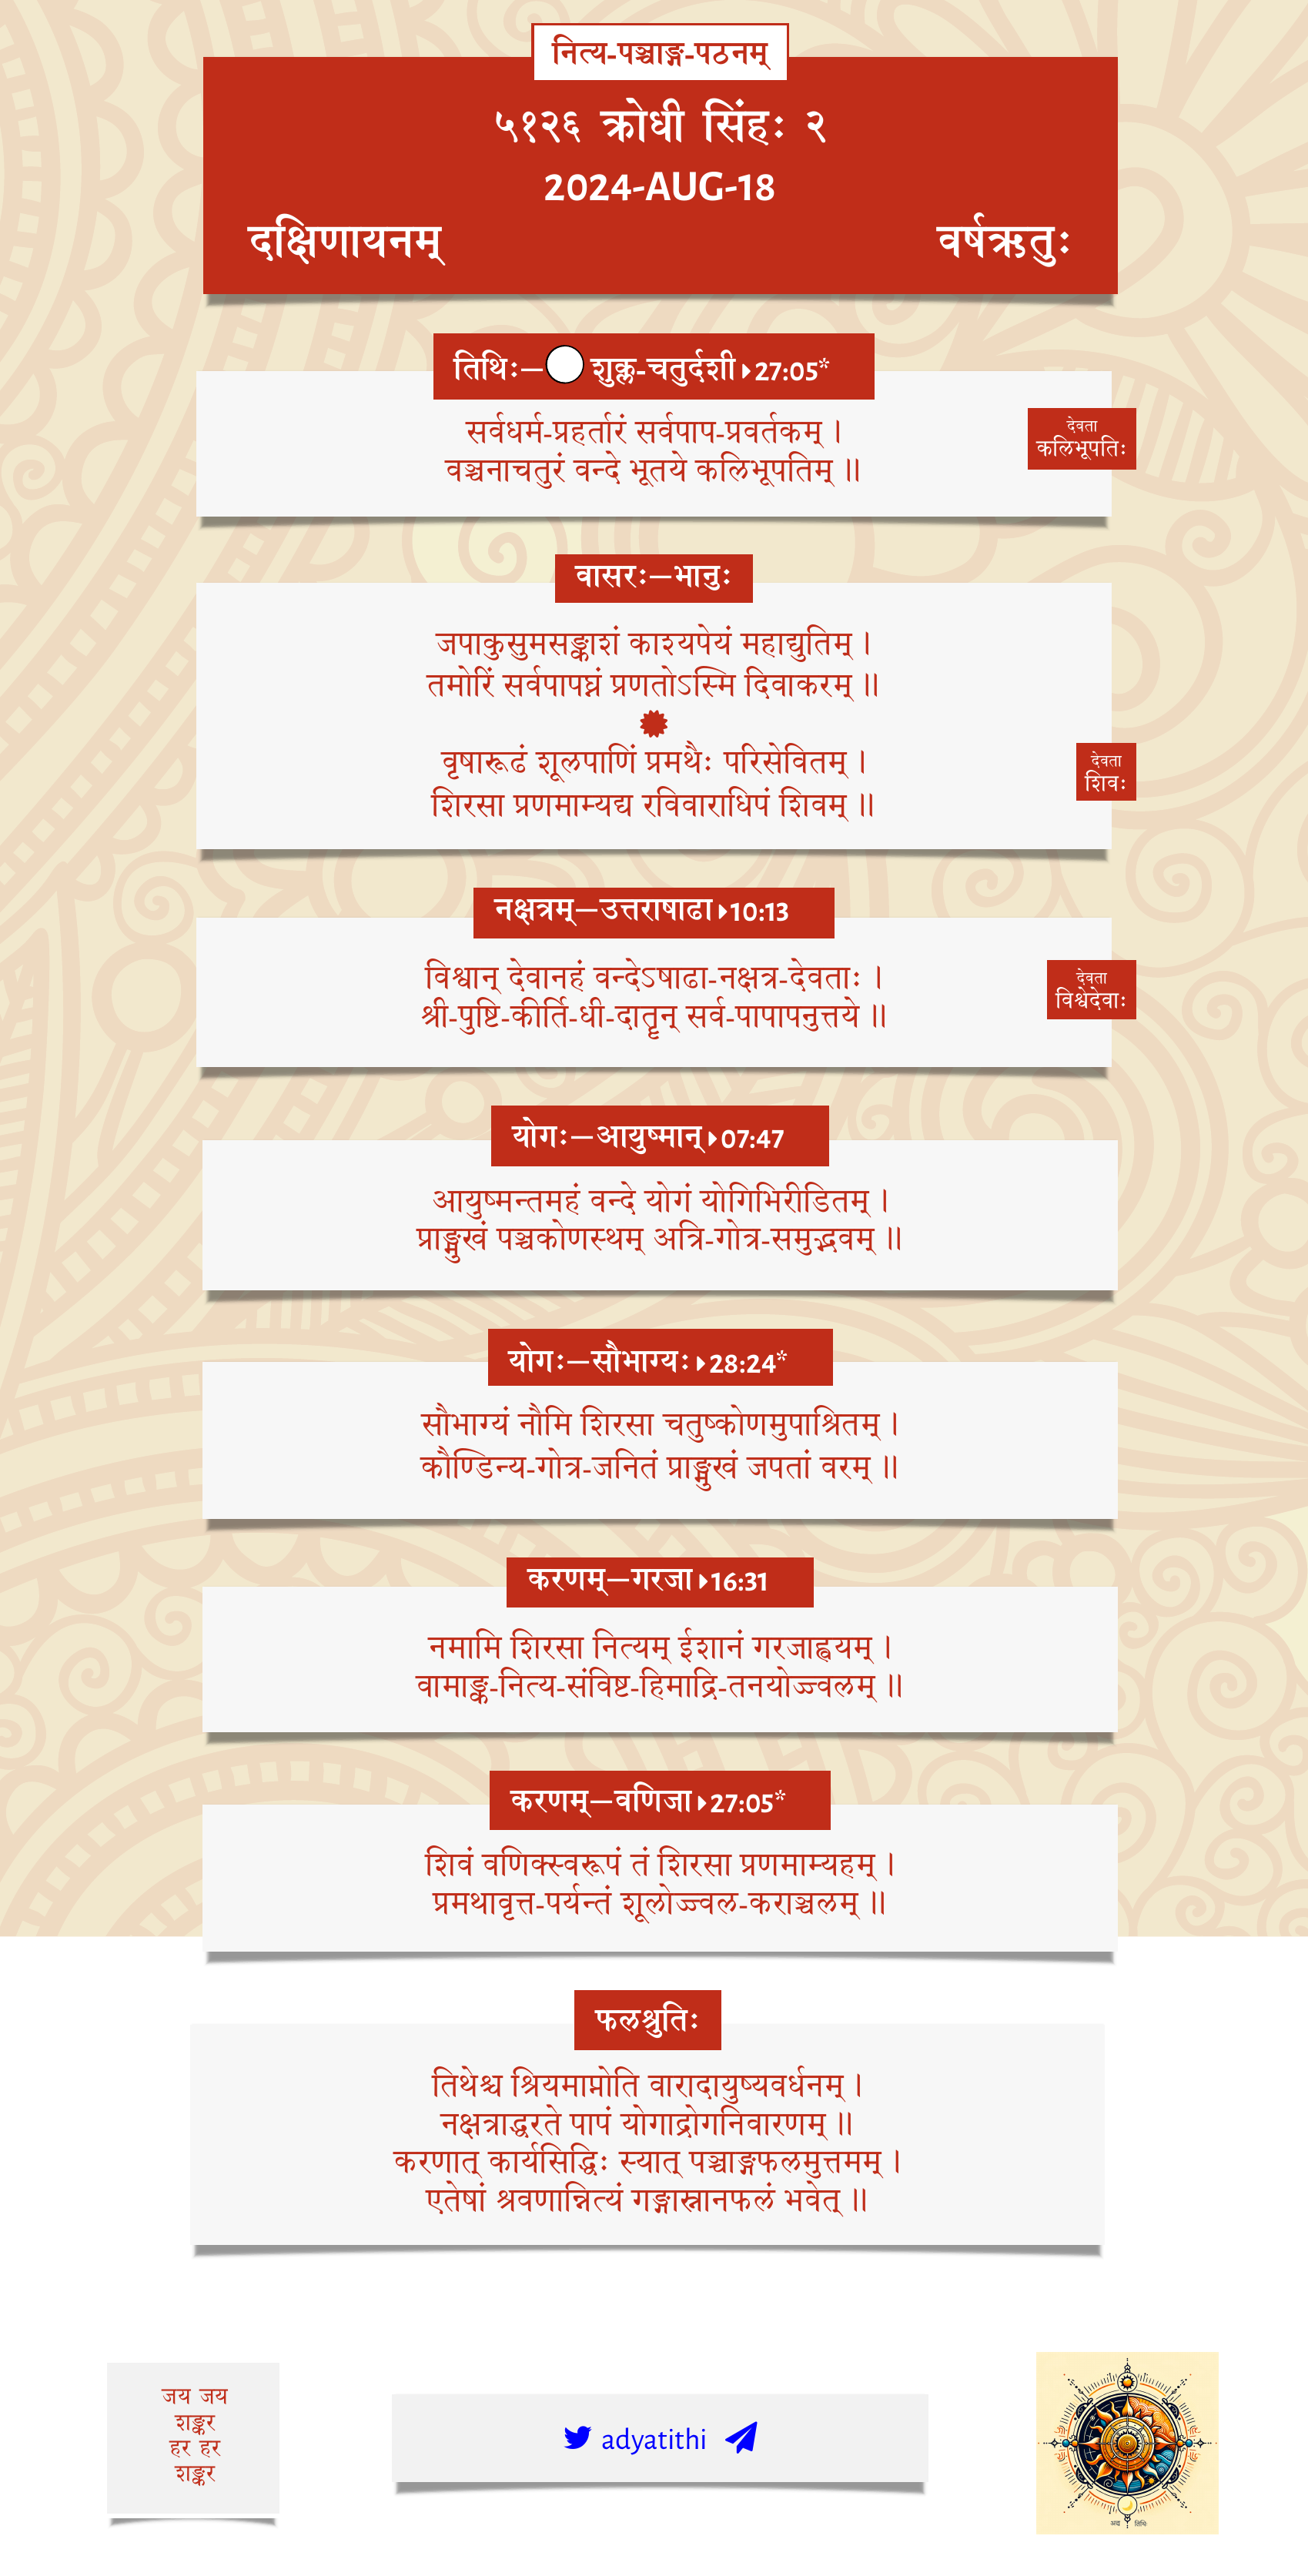 नित्य-पञ्चाङ्ग-पठनम्
५१२६ क्रोधी सिंहः २
2024-AUG-18
दक्षिणायनम्
वर्षऋतुः
तिथिः—शुक्ल-चतुर्दशी 27:05*
सर्वधर्म-प्रहर्तारं सर्वपाप-प्रवर्तकम् ।
वञ्चनाचतुरं वन्दे भूतये कलिभूपतिम् ॥
देवता
कलिभूपतिः
वासरः—भानुः
जपाकुसुमसङ्काशं काश्यपेयं महाद्युतिम् ।
तमोरिं सर्वपापघ्नं प्रणतोऽस्मि दिवाकरम् ॥
वृषारूढं शूलपाणिं प्रमथैः परिसेवितम् ।
शिरसा प्रणमाम्यद्य रविवाराधिपं शिवम् ॥
देवता
शिवः
नक्षत्रम्—उत्तराषाढा 10:13
विश्वान् देवानहं वन्देऽषाढा-नक्षत्र-देवताः ।
श्री-पुष्टि-कीर्ति-धी-दातॄन् सर्व-पापापनुत्तये ॥
देवता
विश्वेदेवाः
योगः—आयुष्मान् 07:47
आयुष्मन्तमहं वन्दे योगं योगिभिरीडितम् ।
प्राङ्मुखं पञ्चकोणस्थम् अत्रि-गोत्र-समुद्भवम् ॥
योगः—सौभाग्यः 28:24*
सौभाग्यं नौमि शिरसा चतुष्कोणमुपाश्रितम् ।
कौण्डिन्य-गोत्र-जनितं प्राङ्मुखं जपतां वरम् ॥
करणम्—गरजा 16:31
नमामि शिरसा नित्यम् ईशानं गरजाह्वयम् ।
वामाङ्क-नित्य-संविष्ट-हिमाद्रि-तनयोज्ज्वलम् ॥
करणम्—वणिजा 27:05*
शिवं वणिक्स्वरूपं तं शिरसा प्रणमाम्यहम् ।
प्रमथावृत्त-पर्यन्तं शूलोज्ज्वल-कराञ्चलम् ॥
फलश्रुतिः
तिथेश्च श्रियमाप्नोति वारादायुष्यवर्धनम् ।
नक्षत्राद्धरते पापं योगाद्रोगनिवारणम् ॥
करणात् कार्यसिद्धिः स्यात् पञ्चाङ्गफलमुत्तमम् ।
एतेषां श्रवणान्नित्यं गङ्गास्नानफलं भवेत् ॥
जय जय
शङ्कर
हर हर
शङ्कर
adyatithi
अद्य तिथिः